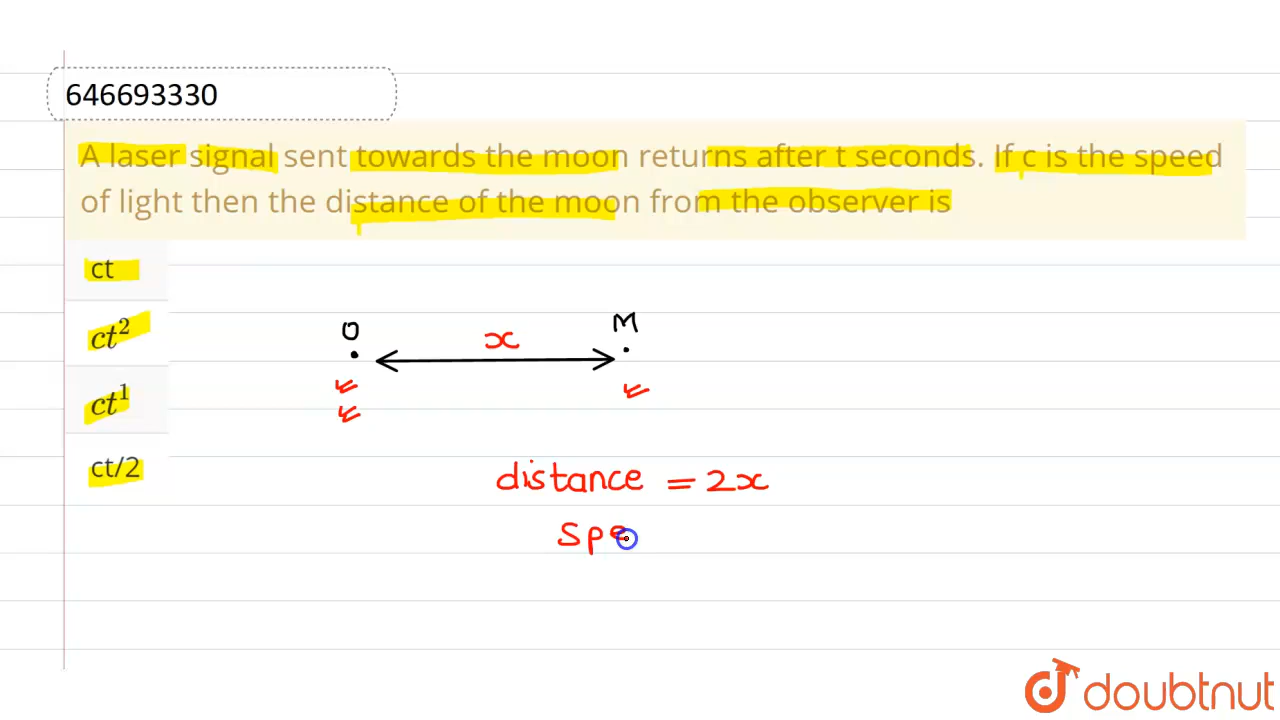 646693330
A laser signal sent towards the moon returns after t seconds. If c is the speed
of light then the distance of the moon from the observer is
ct
ct²
ct¹
ct/2
O
x
M
distance = 2x
Spe
doubtnut